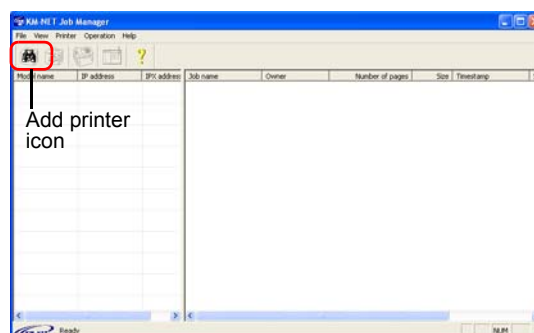 KM-NET Job Manager
File View Printer Operation Help
?
Model name IP address IPX address Job name Owner Number of pages Size Timestamp
Add printer
icon
Ready NUM